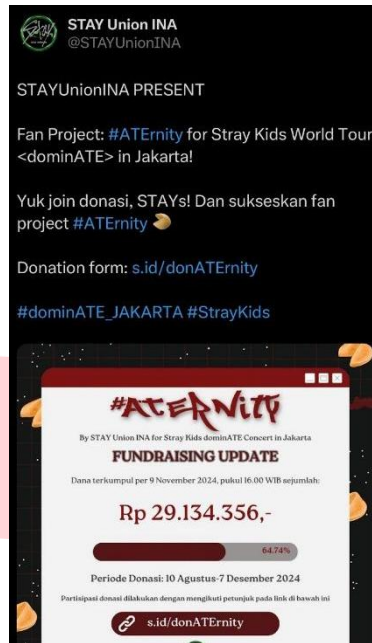 STAY Union INA
@STAYUnionINA
STAYUnionINA PRESENT
Fan Project: #ATErnity for Stray Kids World Tour
<dominATE> in Jakarta!
Yuk join donasi, STAYs! Dan sukseskan fan
project #ATErnity
Donation form: s.id/donATErnity
#dominATE_JAKARTA #StrayKids
#ATERNITY
By STAY Union INA for Stray Kids dominATE Concert in Jakarta
FUNDRAISING UPDATE
Dana terkumpul per 9 November 2024, pukul 16.00 WIB sejumlah:
Rp 29.134.356,-
64.74%
Periode Donasi: 10 Agustus-7 Desember 2024
Partisipasi donasi dilakukan dengan mengikuti petunjuk pada link di bawah ini
s.id/donATErnity